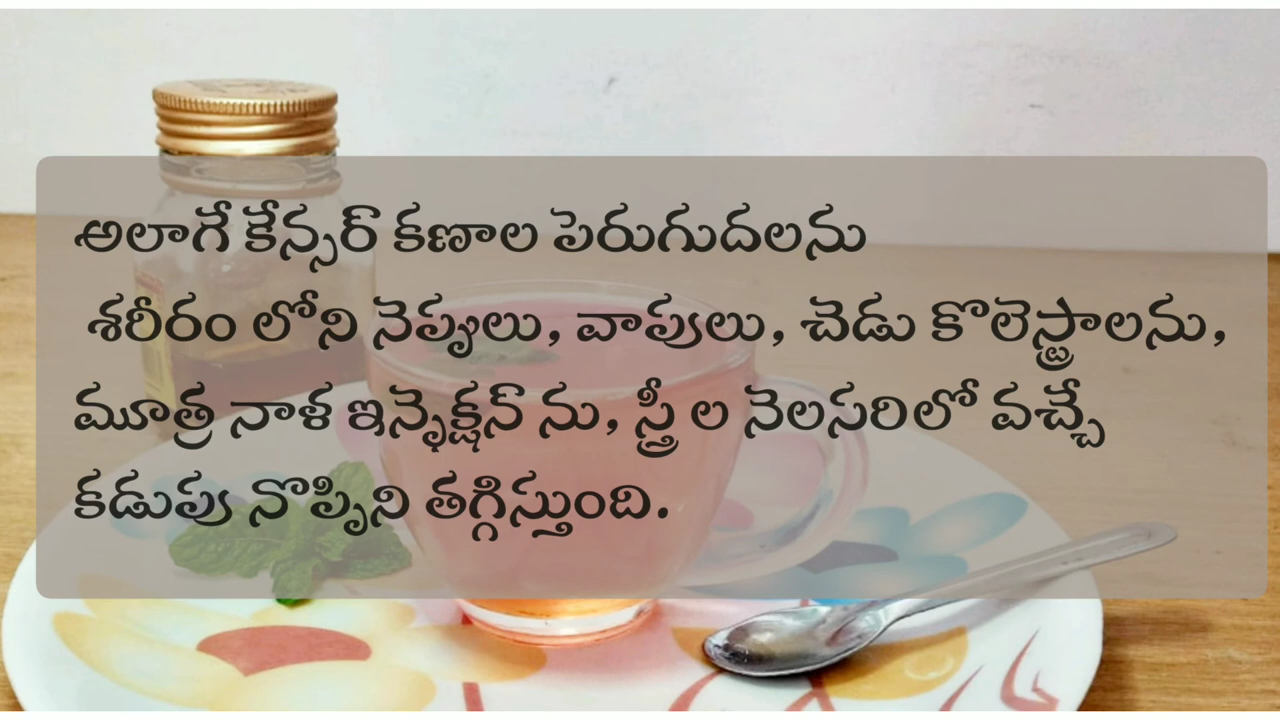 అలాగే కేన్సర్ కణాల పెరుగుదలను
శరీరం లోని నెప్పులు, వాపులు, చెడు కొలెస్ట్రాలను,
మూత్ర నాళ ఇన్ఫెక్షన్ ను, స్త్రీ ల నెలసరిలో వచ్చే
కడుపు నొప్పిని తగ్గిస్తుంది.